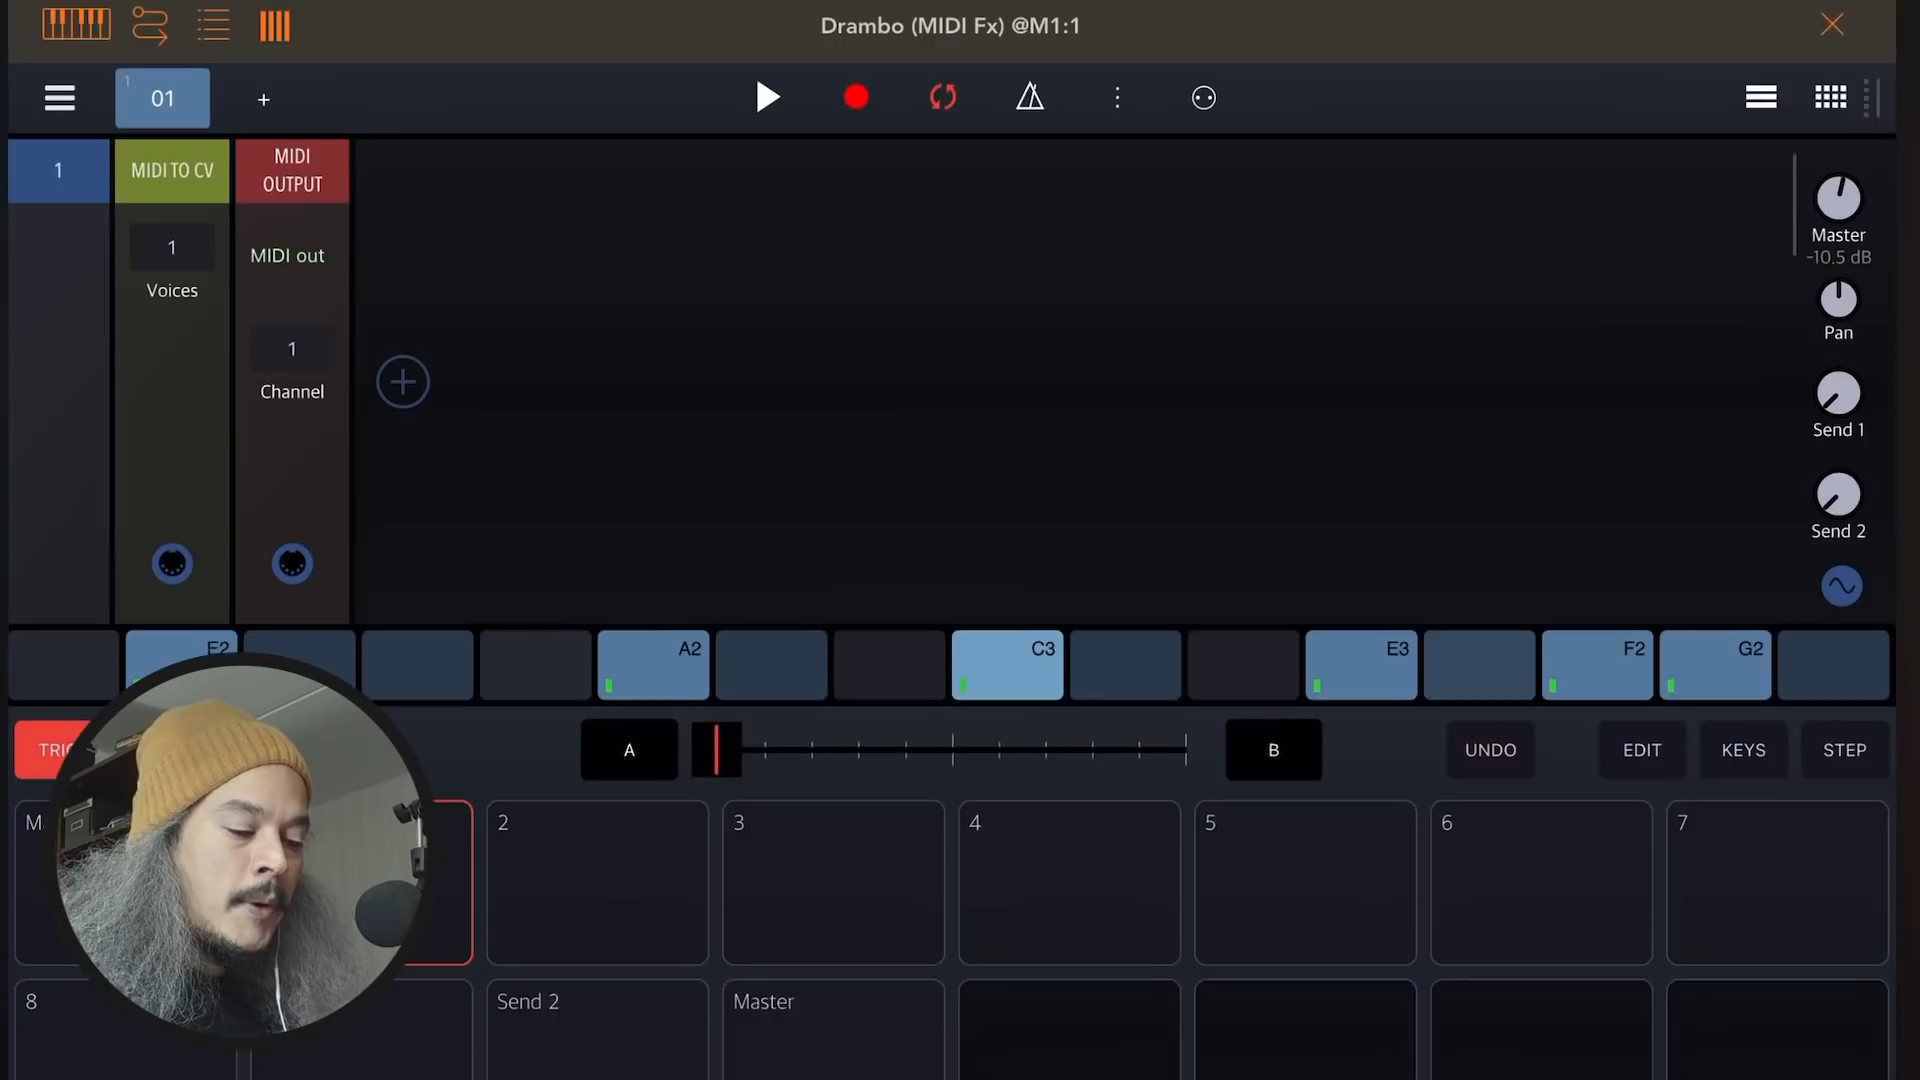 Drambo (MIDI Fx) @M1:1
1
01
+
1
MIDI TO CV
MIDI
OUTPUT
1
Voices
MIDI out
1
Channel
Master
-10.5 dB
Pan
Send 1
Send 2
E2
A2
C3
E3
F2
G2
A
B
UNDO
EDIT
KEYS
STEP
2
3
4
5
6
7
8
Send 2
Master